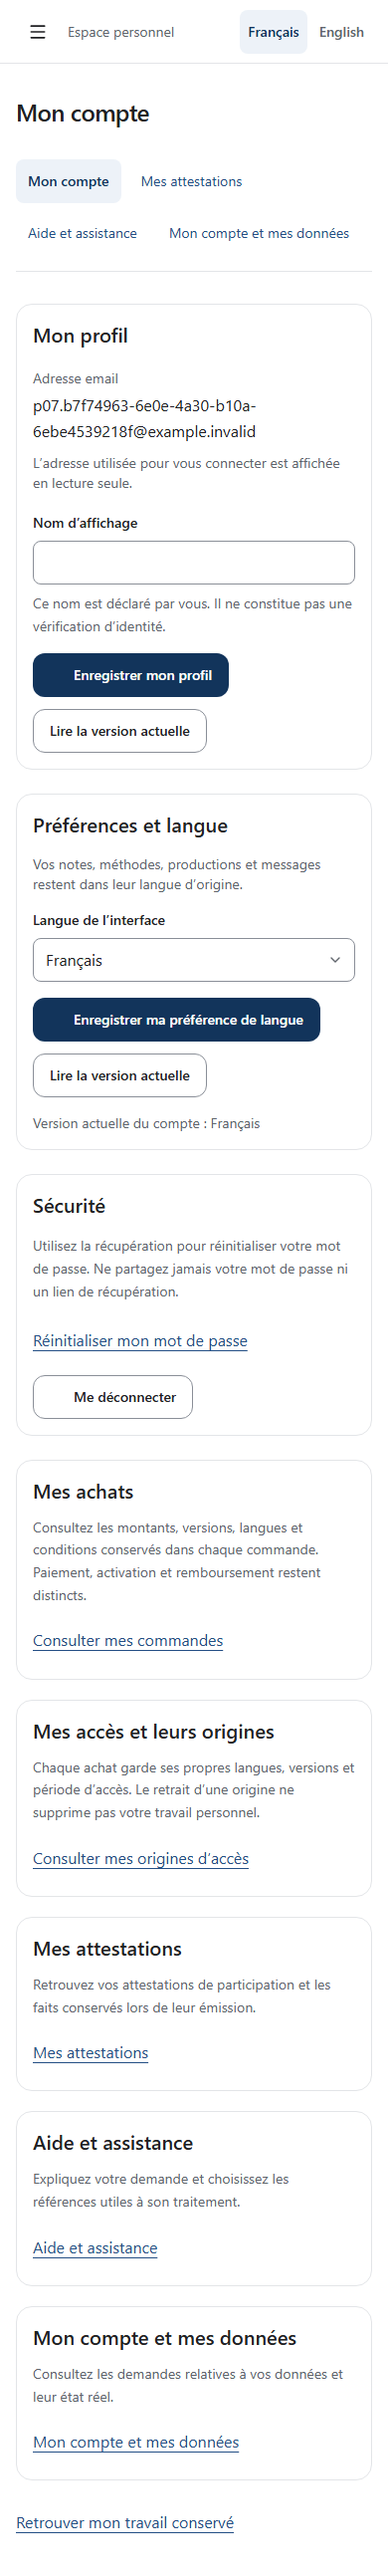 Espace personnel
Français
English
Mon compte
Mon compte
Mes attestations
Aide et assistance
Mon compte et mes données
Mon profil
Adresse email
p07.b7f74963-6e0e-4a30-b10a-
6ebe4539218f@example.invalid
L’adresse utilisée pour vous connecter est affichée
en lecture seule.
Nom d’affichage
Ce nom est déclaré par vous. Il ne constitue pas une
vérification d’identité.
Enregistrer mon profil
Lire la version actuelle
Préférences et langue
Vos notes, méthodes, productions et messages
restent dans leur langue d’origine.
Langue de l’interface
Français
Enregistrer ma préférence de langue
Lire la version actuelle
Version actuelle du compte : Français
Sécurité
Utilisez la récupération pour réinitialiser votre mot
de passe. Ne partagez jamais votre mot de passe ni
un lien de récupération.
Réinitialiser mon mot de passe
Me déconnecter
Mes achats
Consultez les montants, versions, langues et
conditions conservés dans chaque commande.
Paiement, activation et remboursement restent
distincts.
Consulter mes commandes
Mes accès et leurs origines
Chaque achat garde ses propres langues, versions et
période d’accès. Le retrait d’une origine ne
supprime pas votre travail personnel.
Consulter mes origines d’accès
Mes attestations
Retrouvez vos attestations de participation et les
faits conservés lors de leur émission.
Mes attestations
Aide et assistance
Expliquez votre demande et choisissez les
références utiles à son traitement.
Aide et assistance
Mon compte et mes données
Consultez les demandes relatives à vos données et
leur état réel.
Mon compte et mes données
Retrouver mon travail conservé